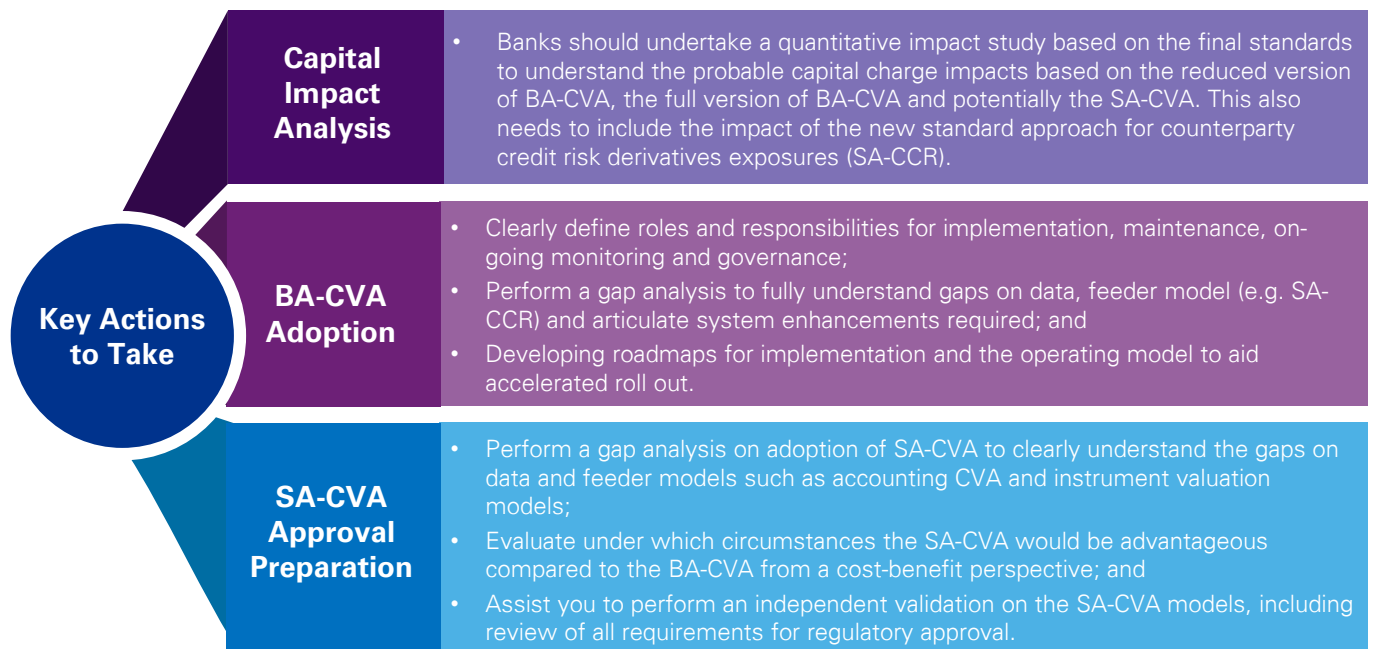 Key Actions
to Take
Capital
Impact
Analysis
• Banks should undertake a quantitative impact study based on the final standards
to understand the probable capital charge impacts based on the reduced version
of BA-CVA, the full version of BA-CVA and potentially the SA-CVA. This also
needs to include the impact of the new standard approach for counterparty
credit risk derivatives exposures (SA-CCR).
BA-CVA
Adoption
• Clearly define roles and responsibilities for implementation, maintenance, on-
going monitoring and governance;
• Perform a gap analysis to fully understand gaps on data, feeder model (e.g. SA-
CCR) and articulate system enhancements required; and
• Developing roadmaps for implementation and the operating model to aid
accelerated roll out.
SA-CVA
Approval
Preparation
• Perform a gap analysis on adoption of SA-CVA to clearly understand the gaps on
data and feeder models such as accounting CVA and instrument valuation
models;
• Evaluate under which circumstances the SA-CVA would be advantageous
compared to the BA-CVA from a cost-benefit perspective; and
• Assist you to perform an independent validation on the SA-CVA models, including
review of all requirements for regulatory approval.